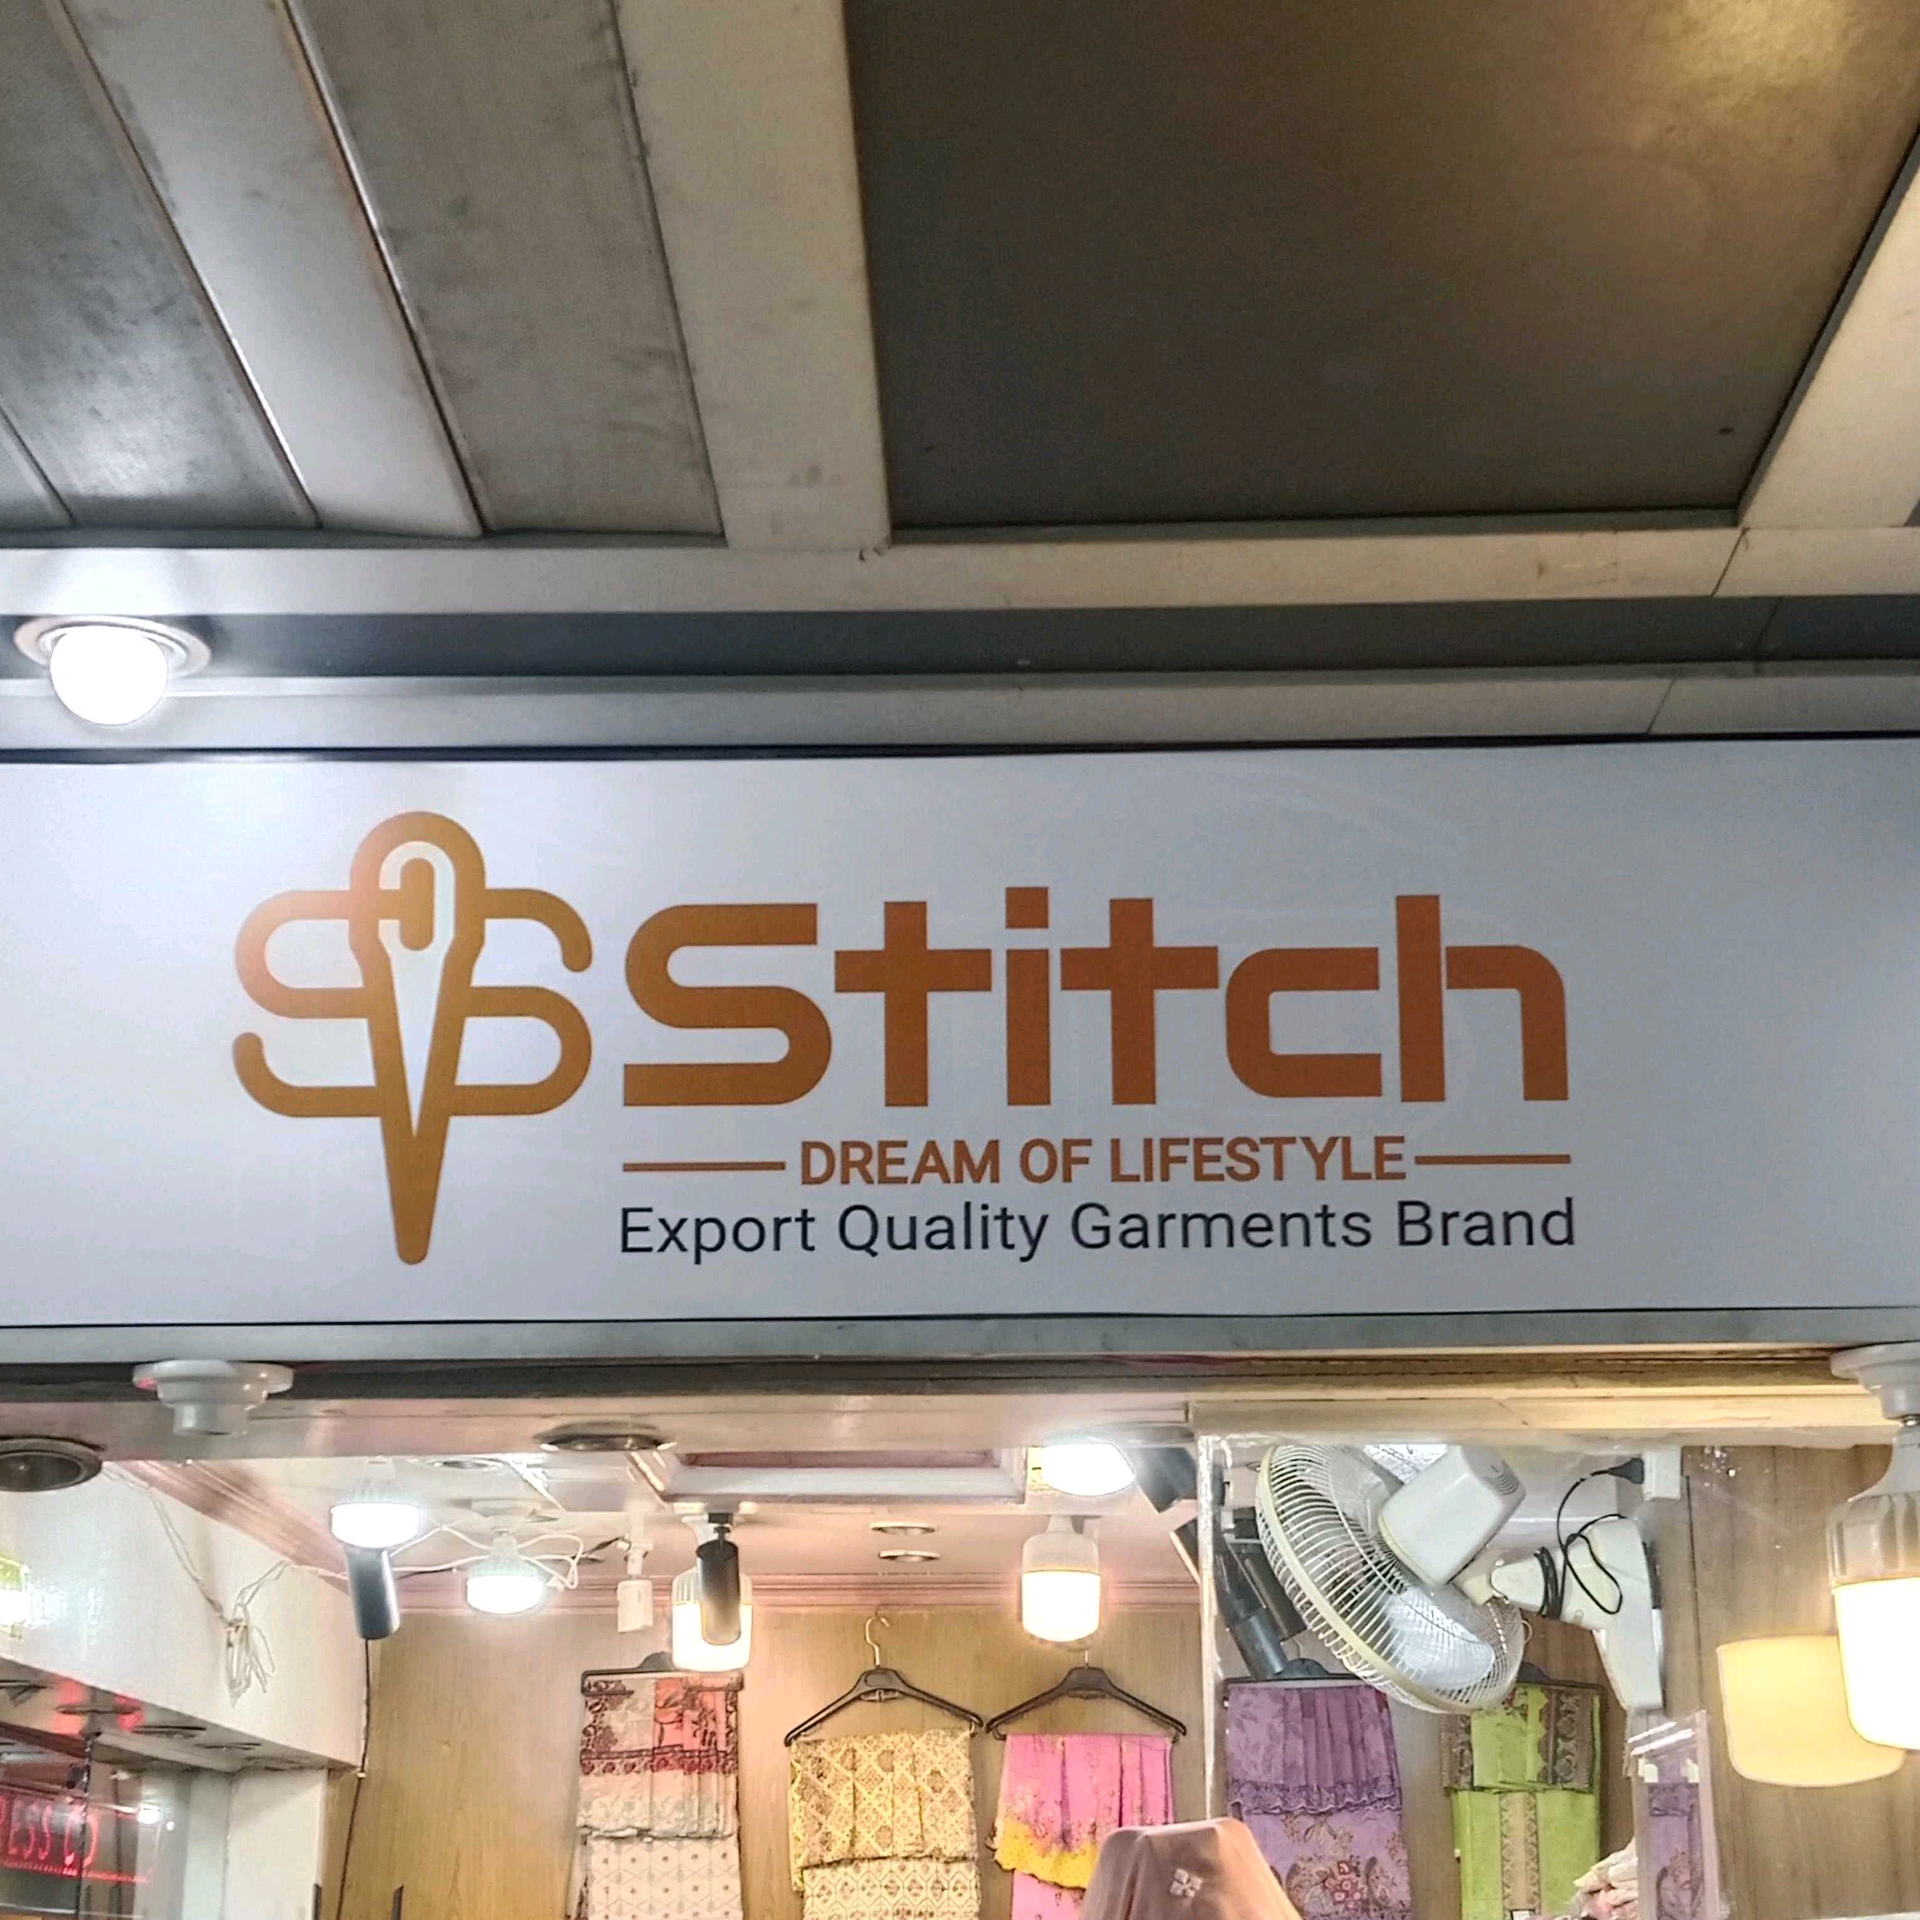 Stitch
DREAM OF LIFESTYLE
Export Quality Garments Brand